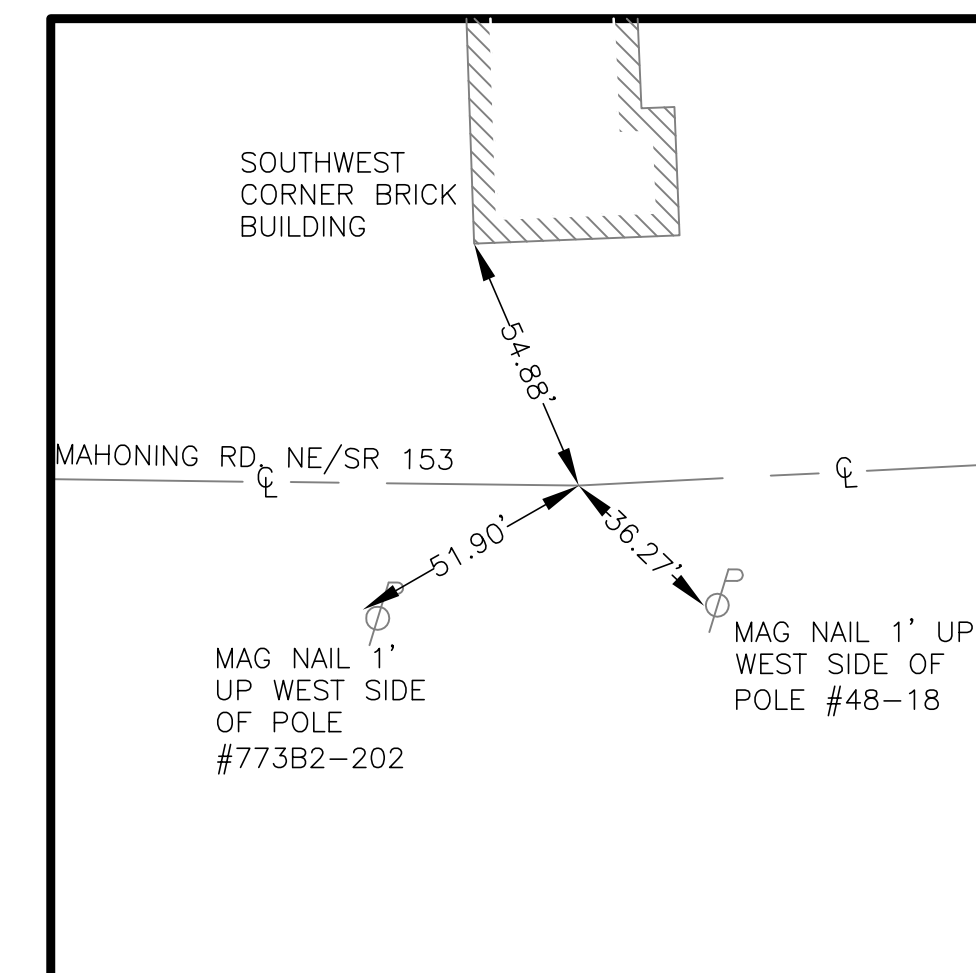 SOUTHWEST
CORNER BRICK
BUILDING
54.88'
MAHONING RD. NE/SR 153
℄
℄
51.90'
36.27'
P
P
MAG NAIL 1'
UP WEST SIDE
OF POLE
#773B2-202
MAG NAIL 1' UP
WEST SIDE OF
POLE #48-18